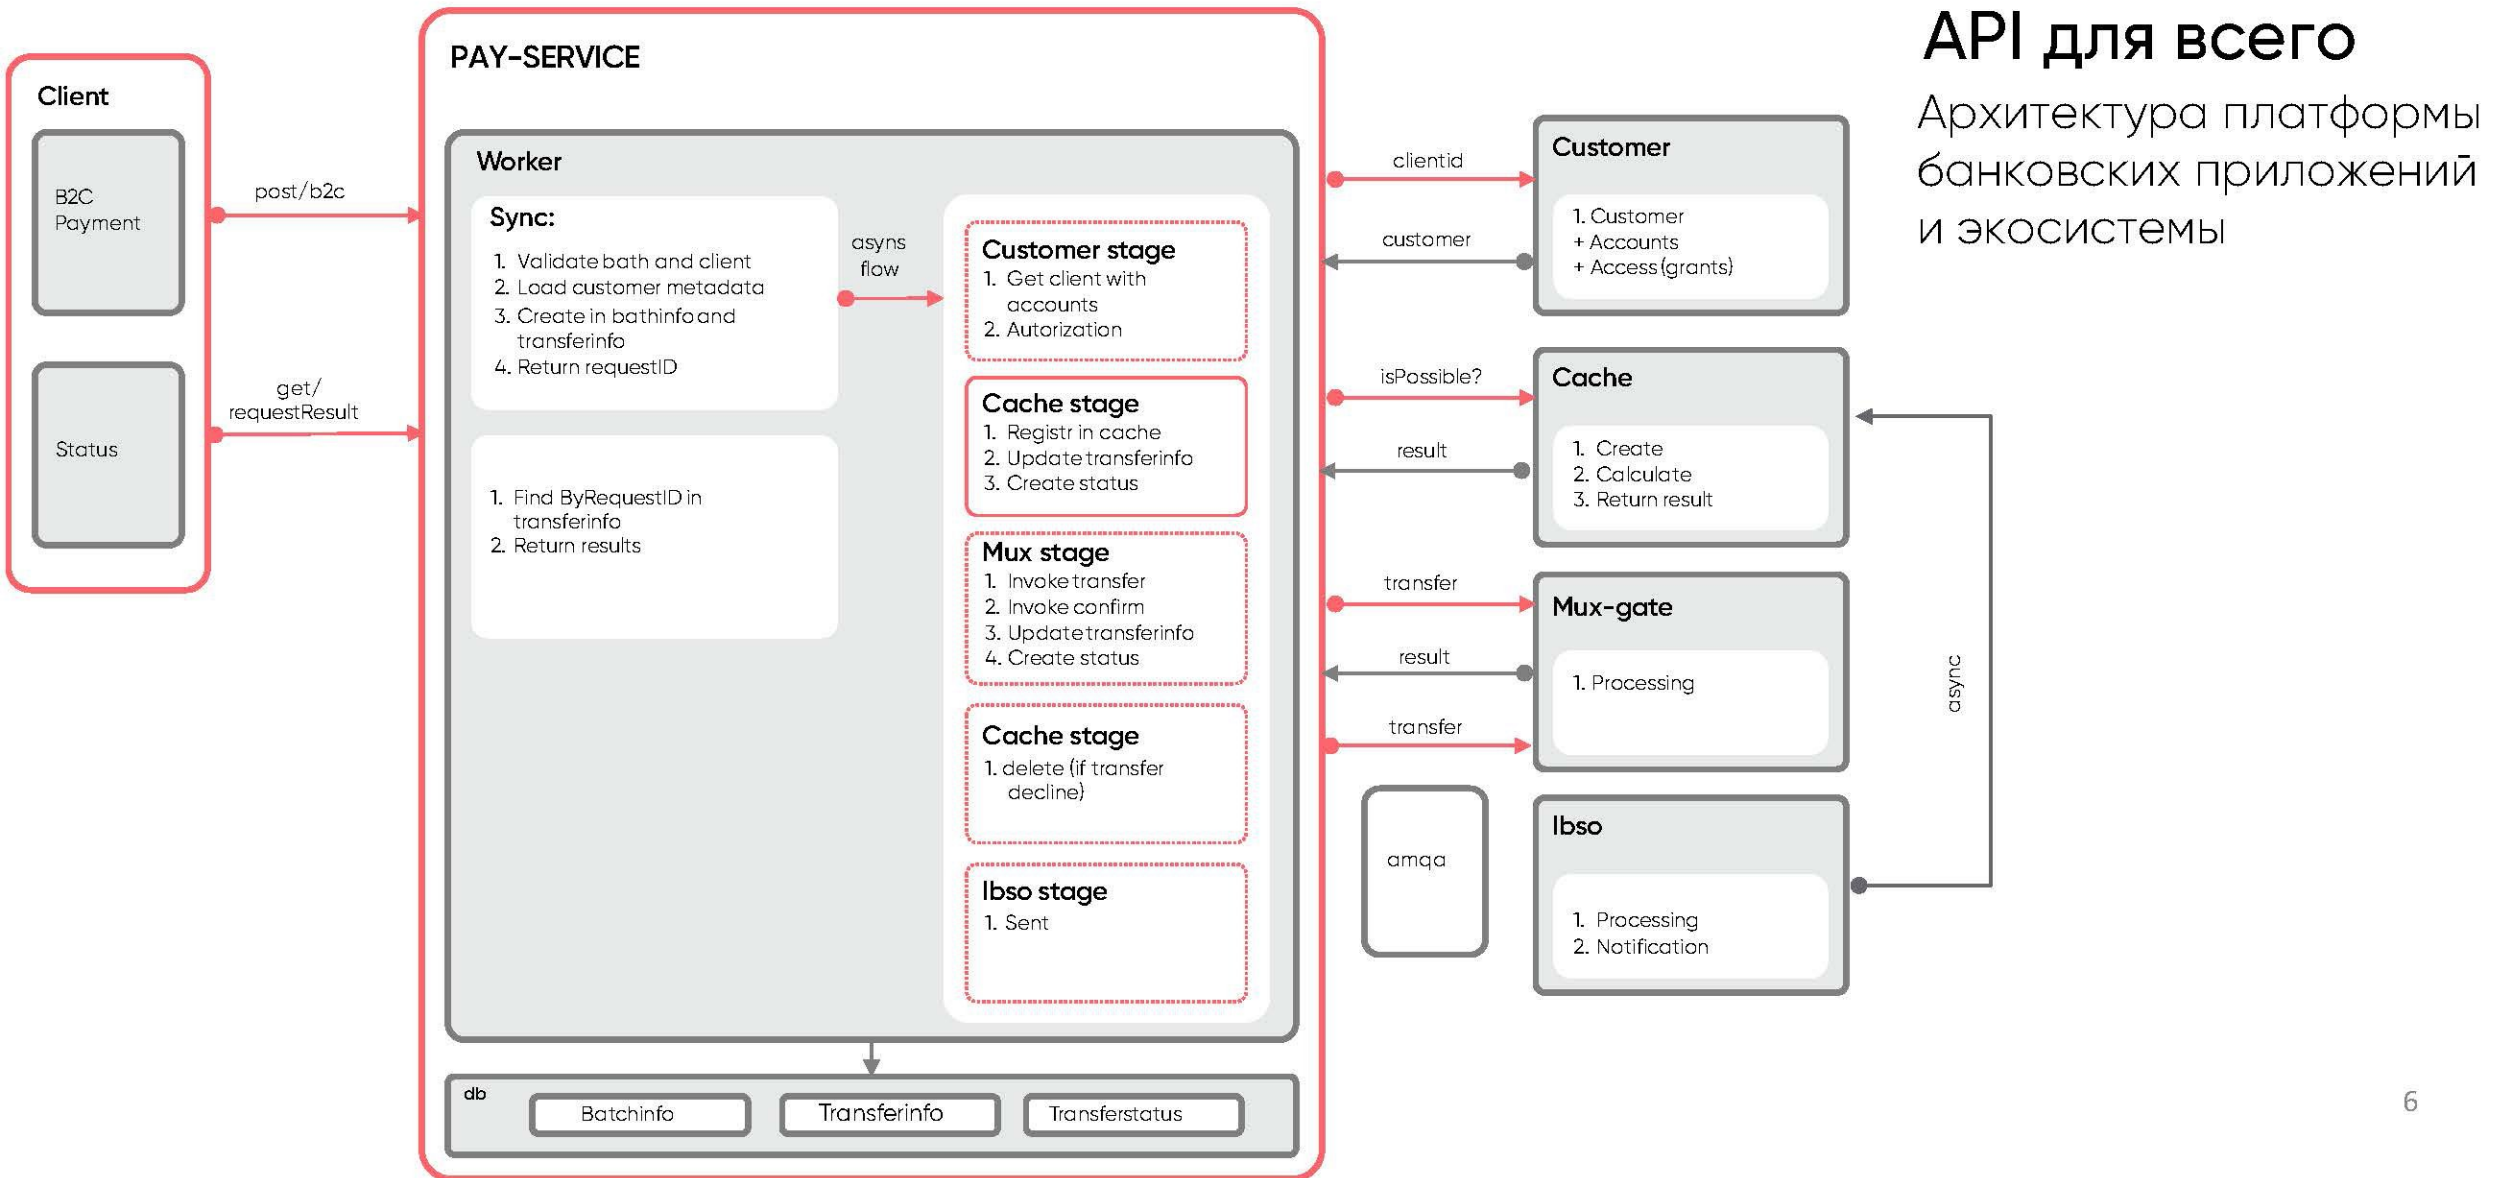 API для всего
Архитектура платформы
банковских приложений
и экосистемы
Client
B2C
Payment
Status
post/b2c
get/
requestResult
PAY-SERVICE
Worker
Sync:
1. Validate bath and client
2. Load customer metadata
3. Create in bathinfo and
transferinfo
4. Return requestID
1. Find ByRequestID in
transferinfo
2. Return results
asyns
flow
Customer stage
1. Get client with
accounts
2. Autorization
Cache stage
1. Registr in cache
2. Update transferinfo
3. Create status
Mux stage
1. Invoke transfer
2. Invoke confirm
3. Update transferinfo
4. Create status
Cache stage
1. delete (if transfer
decline)
Ibso stage
1. Sent
db
Batchinfo
Transferinfo
Transferstatus
clientid
customer
isPossible?
result
transfer
result
transfer
amqa
Customer
1. Customer
+ Accounts
+ Access (grants)
Cache
1. Create
2. Calculate
3. Return result
Mux-gate
1. Processing
Ibso
1. Processing
2. Notification
async
6